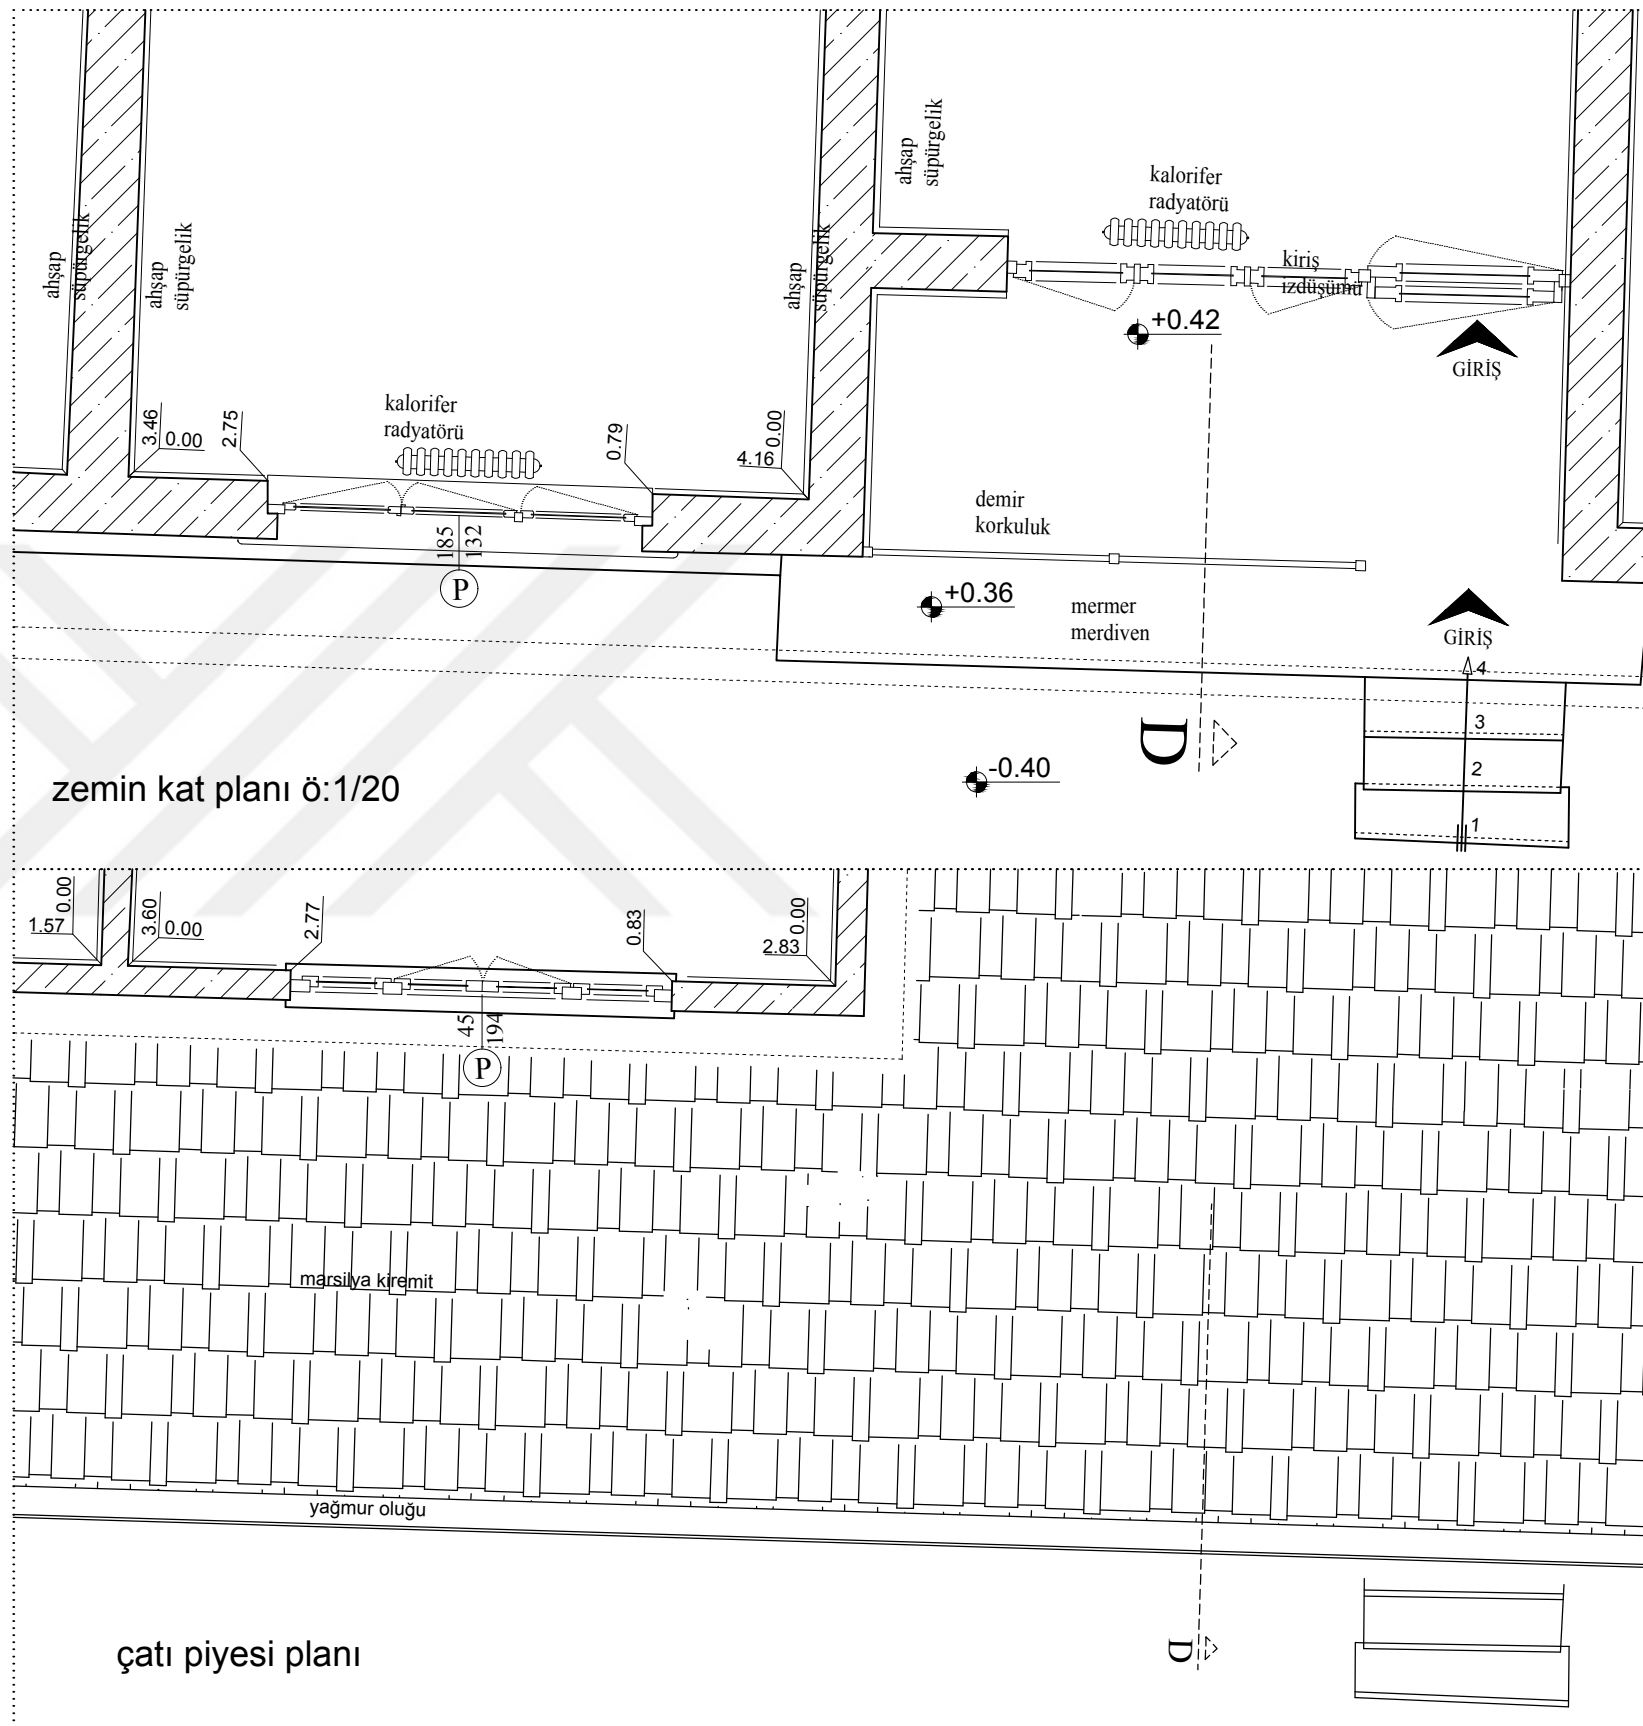 ahşap
süpürgelik
ahşap
süpürgelik
ahşap
süpürgelik
ahşap
süpürgelik
kalorifer
radyatörü
kiriş
izdüşümü
+0.42
GİRİŞ
3.46
0.00
2.75
kalorifer
radyatörü
0.79
4.16
0.00
185
132
P
demir
korkuluk
+0.36
mermer
merdiven
GİRİŞ
4
3
2
1
D
-0.40
zemin kat planı ö:1/20
1.57
0.00
3.60
0.00
2.77
0.83
2.83
0.00
45
194
P
marsilya kiremit
yağmur oluğu
D
çatı piyesi planı